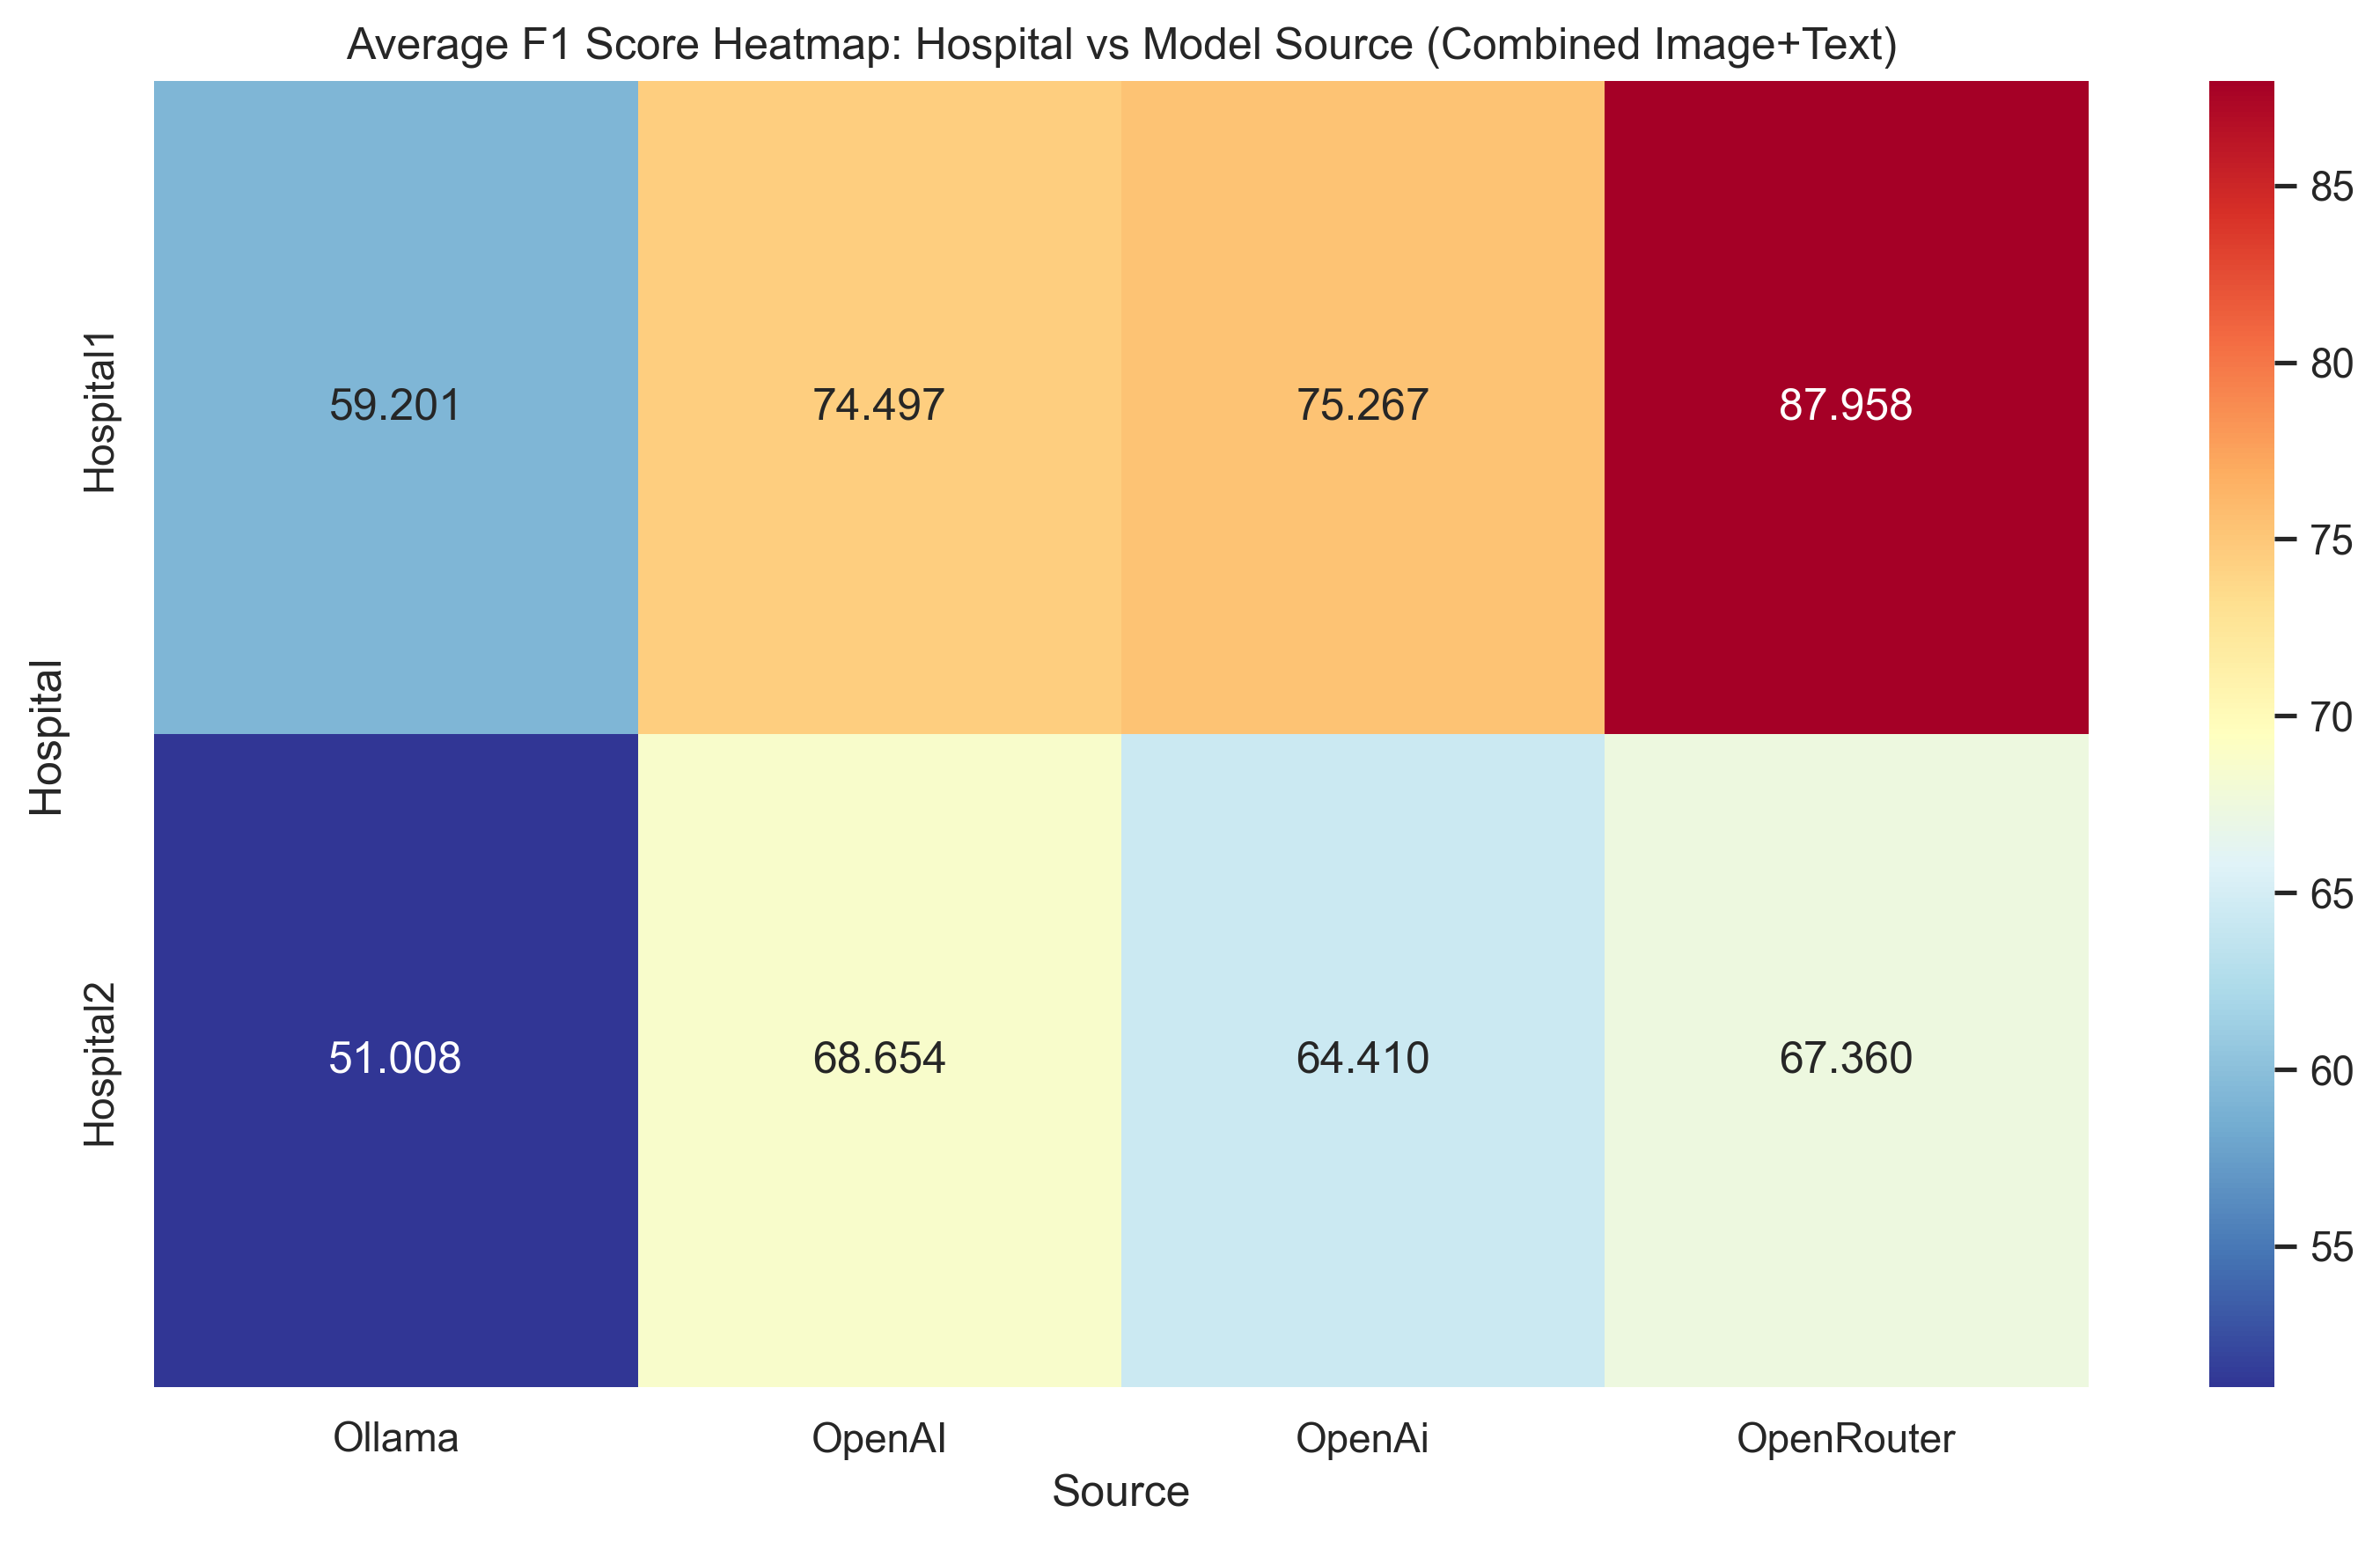 Average F1 Score Heatmap: Hospital vs Model Source (Combined Image+Text)
Hospital
Hospital1
59.201 74.497 75.267 87.958
Hospital2
51.008 68.654 64.410 67.360
Ollama OpenAI OpenAi OpenRouter
Source
85
80
75
70
65
60
55